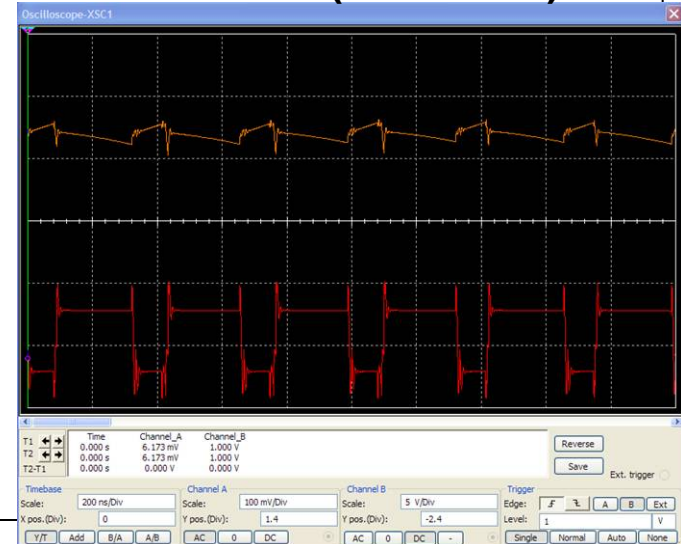 Oscilloscope-XSC1
Time Channel_A Channel_B
T1 0.000 s 6.173 mV 1.000 V
T2 0.000 s 6.173 mV 1.000 V
T2-T1 0.000 s 0.000 V 0.000 V
Reverse
Save
Ext. trigger
Timebase Channel A Channel B Trigger
Scale: 200 ns/Div Scale: 100 mV/Div Scale: 5 V/Div Edge: A B Ext
X pos.(Div): 0 Y pos.(Div): 1.4 Y pos.(Div): -2.4 Level: 1 V
Y/T Add B/A A/B AC 0 DC AC 0 DC - Single Normal Auto None